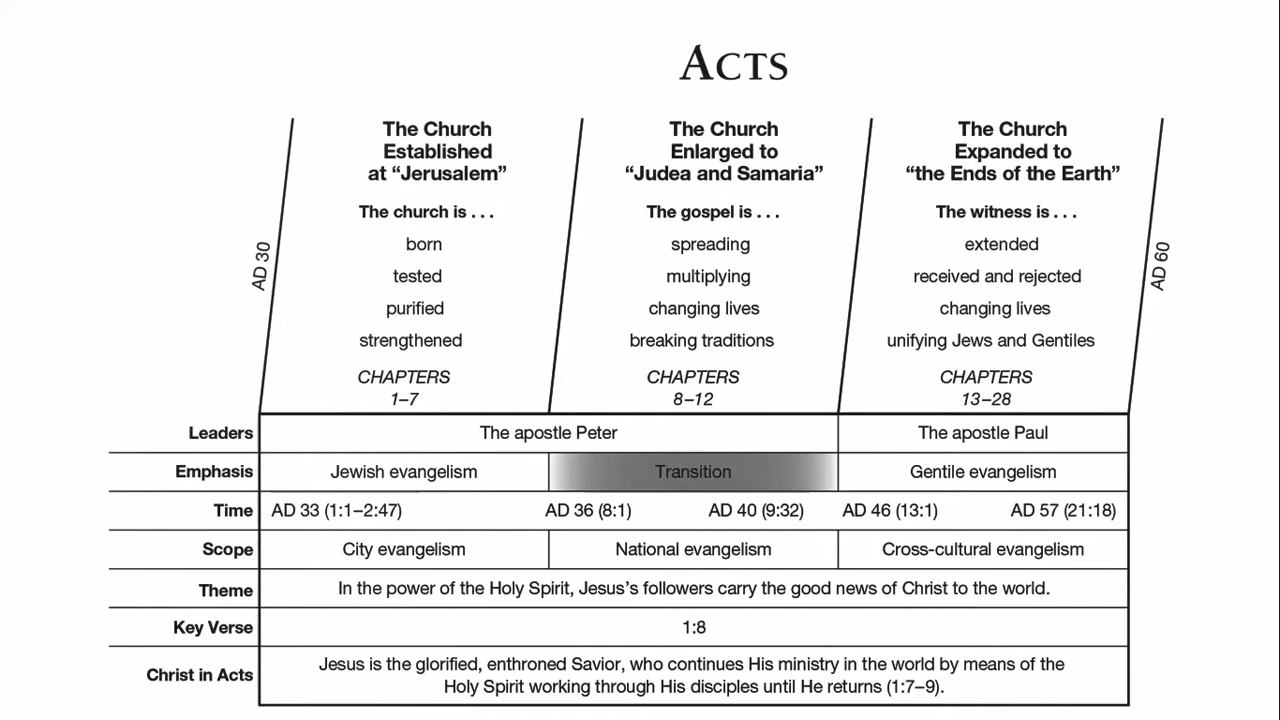 ACTS
The Church
Established
at “Jerusalem”
The church is . . .
born
tested
purified
strengthened
CHAPTERS
1–7
The Church
Enlarged to
“Judea and Samaria”
The gospel is . . .
spreading
multiplying
changing lives
breaking traditions
CHAPTERS
8–12
The Church
Expanded to
“the Ends of the Earth”
The witness is . . .
extended
received and rejected
changing lives
unifying Jews and Gentiles
CHAPTERS
13–28
AD 30
AD 60
Leaders The apostle Peter The apostle Paul
Emphasis Jewish evangelism Transition Gentile evangelism
Time AD 33 (1:1–2:47) AD 36 (8:1) AD 40 (9:32) AD 46 (13:1) AD 57 (21:18)
Scope City evangelism National evangelism Cross-cultural evangelism
Theme In the power of the Holy Spirit, Jesus’s followers carry the good news of Christ to the world.
Key Verse 1:8
Christ in Acts Jesus is the glorified, enthroned Savior, who continues His ministry in the world by means of the
Holy Spirit working through His disciples until He returns (1:7–9).